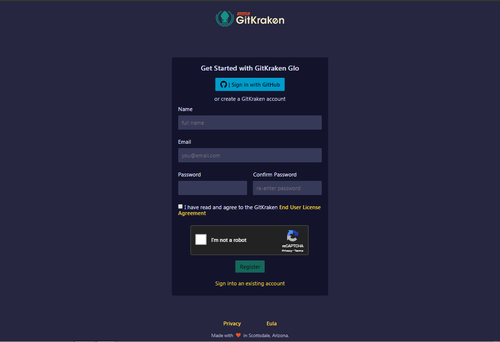 GitKraken
Get Started with GitKraken Glo
| Sign in with GitHub
or create a GitKraken account
Name
full name
Email
you@email.com
Password Confirm Password
re-enter password
I have read and agree to the GitKraken End User License
Agreement
I'm not a robot
reCAPTCHA
Privacy - Terms
Register
Sign into an existing account
Privacy Eula
Made with ❤ in Scottsdale, Arizona.